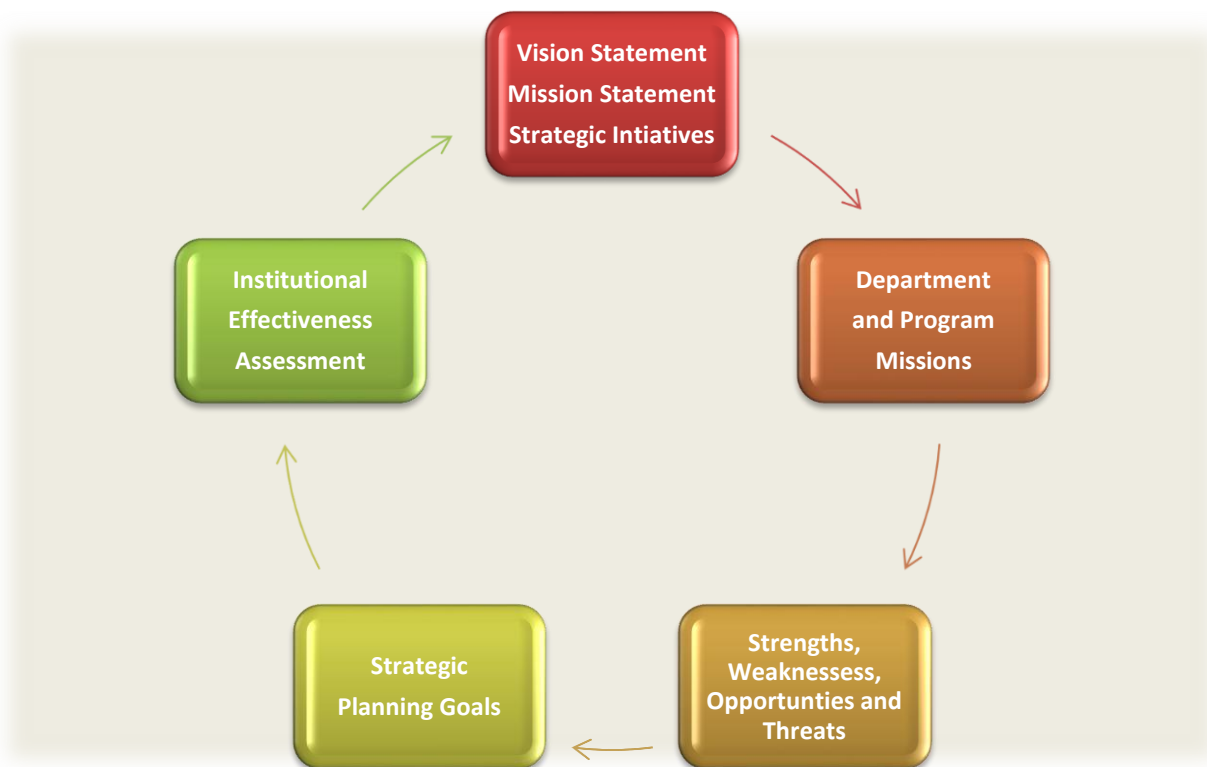 Vision Statement
Mission Statement
Strategic Intiatives
Department
and Program
Missions
Strengths,
Weaknessess,
Opportunties and
Threats
Strategic
Planning Goals
Institutional
Effectiveness
Assessment